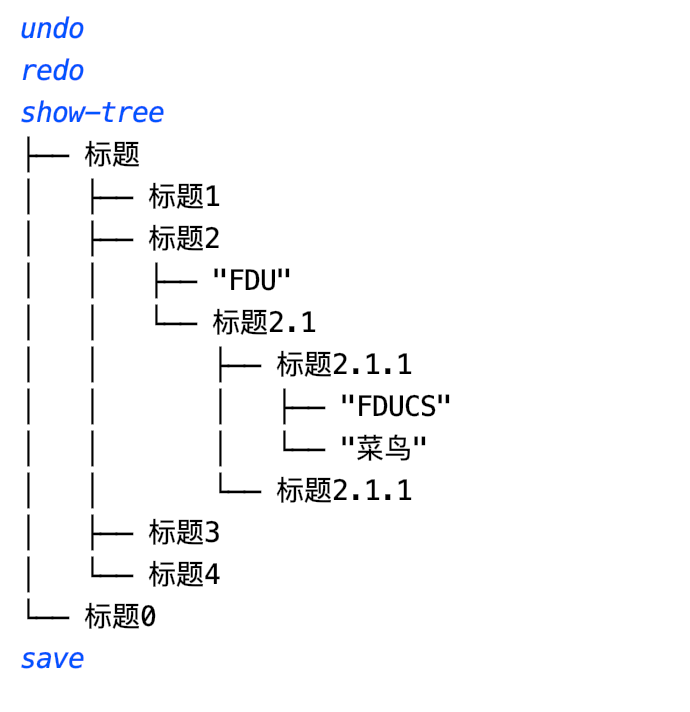 undo
redo
show-tree
├── 标题
│   ├── 标题1
│   ├── 标题2
│   │   ├── "FDU"
│   │   └── 标题2.1
│   │       ├── 标题2.1.1
│   │       │   ├── "FDUCS"
│   │       │   └── "菜鸟"
│   │       └── 标题2.1.1
│   ├── 标题3
│   └── 标题4
└── 标题0
save